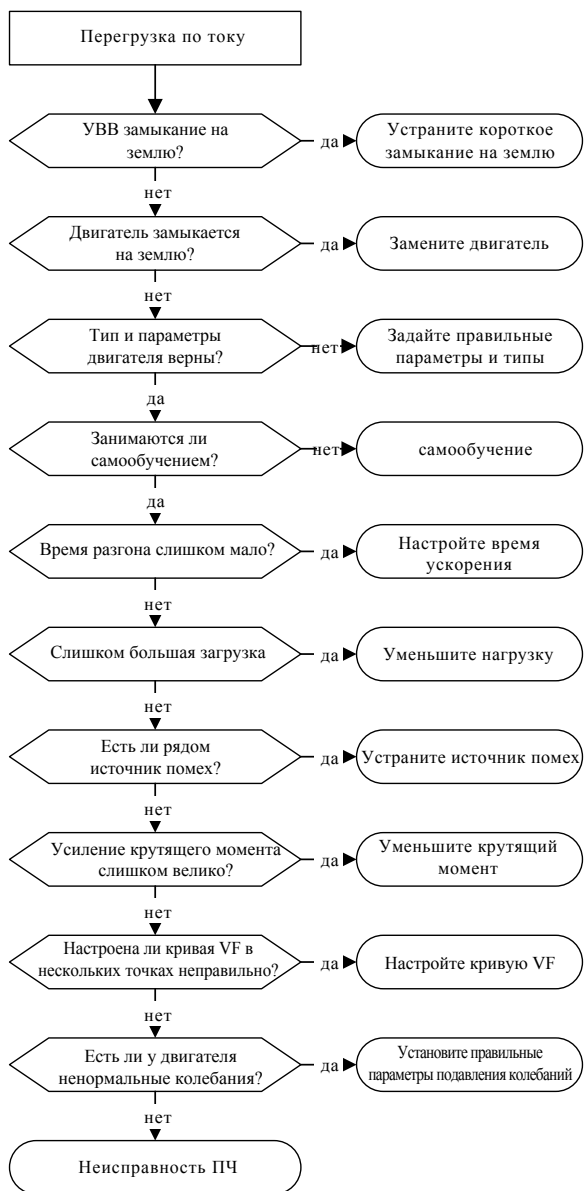 Перегрузка по току
УВВ замыкание на
землю?
да
Устраните короткое
замыкание на землю
нет
Двигатель замыкается
на землю?
да
Замените двигатель
нет
Тип и параметры
двигателя верны?
нет
Задайте правильные
параметры и типы
да
Занимаются ли
самообучением?
нет
самообучение
да
Время разгона слишком мало?
да
Настройте время
ускорения
нет
Слишком большая загрузка
да
Уменьшите нагрузку
нет
Есть ли рядом
источник помех?
да
Устраните источник помех
нет
Усиление крутящего момента
слишком велико?
да
Уменьшите крутящий
момент
нет
Настроена ли кривая VF в
нескольких точках неправильно?
да
Настройте кривую VF
нет
Есть ли у двигателя
ненормальные колебания?
да
Установите правильные
параметры подавления колебаний
нет
Неисправность ПЧ